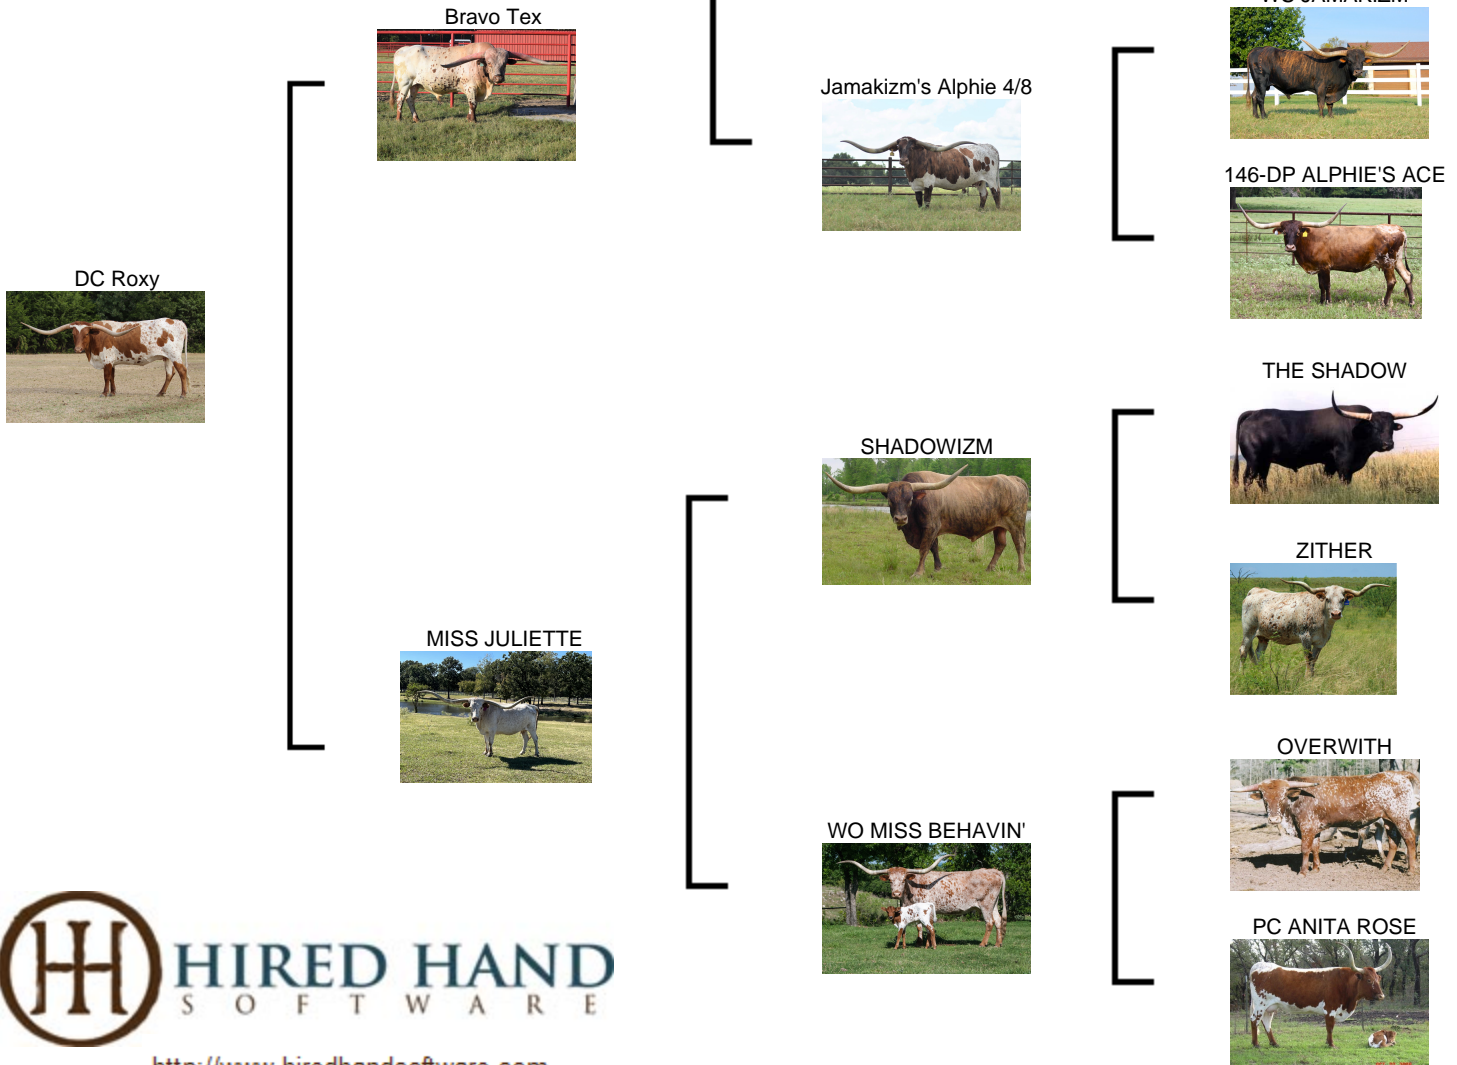 Bravo Tex
Jamakizm's Alphie 4/8
146-DP ALPHIE'S ACE
DC Roxy
THE SHADOW
SHADOWIZM
ZITHER
MISS JULIETTE
OVERWITH
WO MISS BEHAVIN'
PC ANITA ROSE
HIRED HAND
SOFTWARE